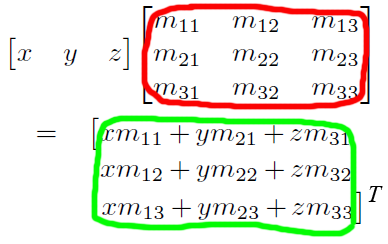 [x y z] [m₁₁ m₁₂ m₁₃
m₂₁ m₂₂ m₂₃
m₃₁ m₃₂ m₃₃]
= [xm₁₁ + ym₂₁ + zm₃₁
xm₁₂ + ym₂₂ + zm₃₂
xm₁₃ + ym₂₃ + zm₃₃]ᵀ